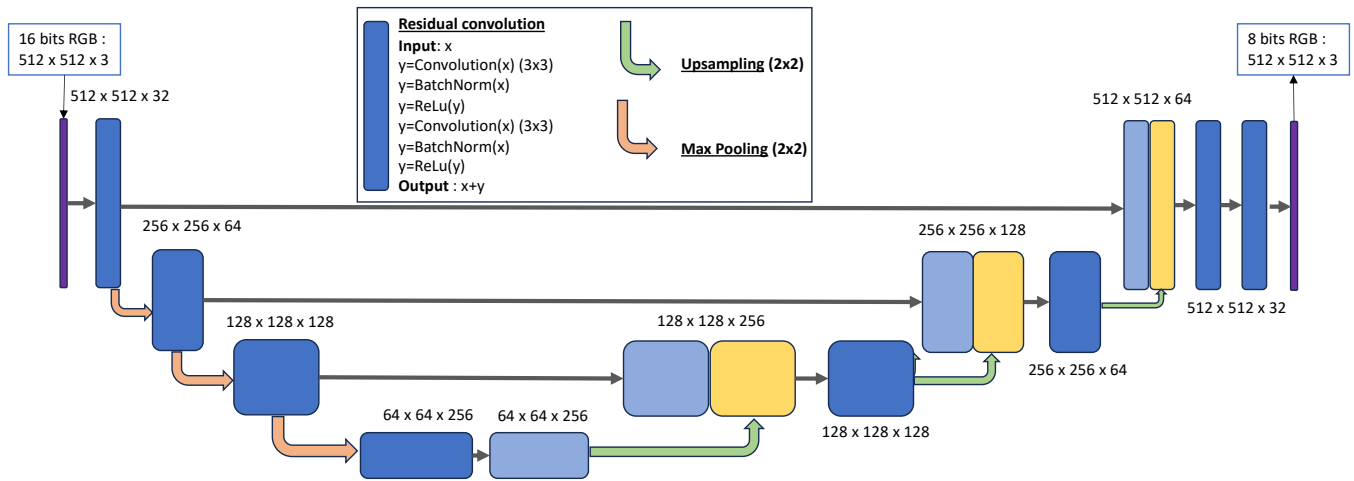 16 bits RGB :
512 x 512 x 3
512 x 512 x 32
256 x 256 x 64
128 x 128 x 128
64 x 64 x 256
64 x 64 x 256
Residual convolution
Input: x
y=Convolution(x) (3x3)
y=BatchNorm(x)
y=ReLu(y)
y=Convolution(x) (3x3)
y=BatchNorm(x)
y=ReLu(y)
Output : x+y
Upsampling (2x2)
Max Pooling (2x2)
128 x 128 x 256
128 x 128 x 128
256 x 256 x 128
256 x 256 x 64
512 x 512 x 64
512 x 512 x 32
8 bits RGB :
512 x 512 x 3